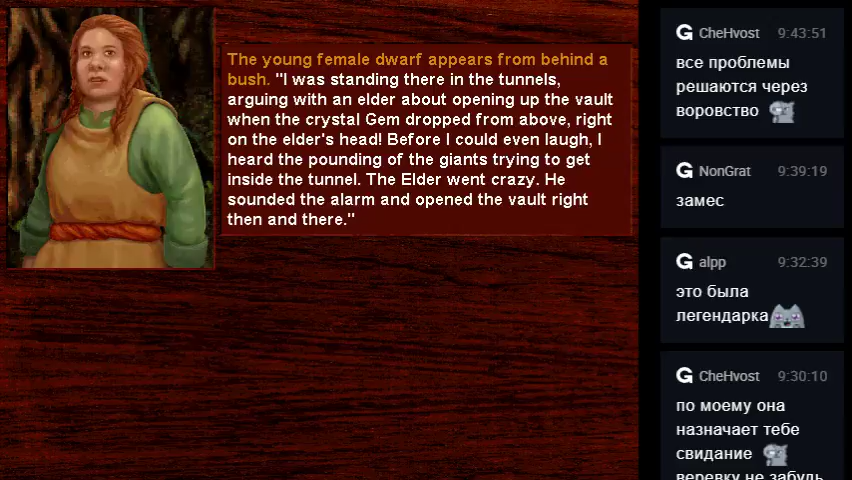 The young female dwarf appears from behind a
bush. "I was standing there in the tunnels,
arguing with an elder about opening up the vault
when the crystal Gem dropped from above, right
on the elder's head! Before I could even laugh, I
heard the pounding of the giants trying to get
inside the tunnel. The Elder went crazy. He
sounded the alarm and opened the vault right
then and there."
G CheHvost 9:43:51
все проблемы
решаются через
воровство
G NonGrat 9:39:19
замес
G alpp 9:32:39
это была
легендарка
G CheHvost 9:30:10
по моему она
назначает тебе
свидание
веревку не забудь